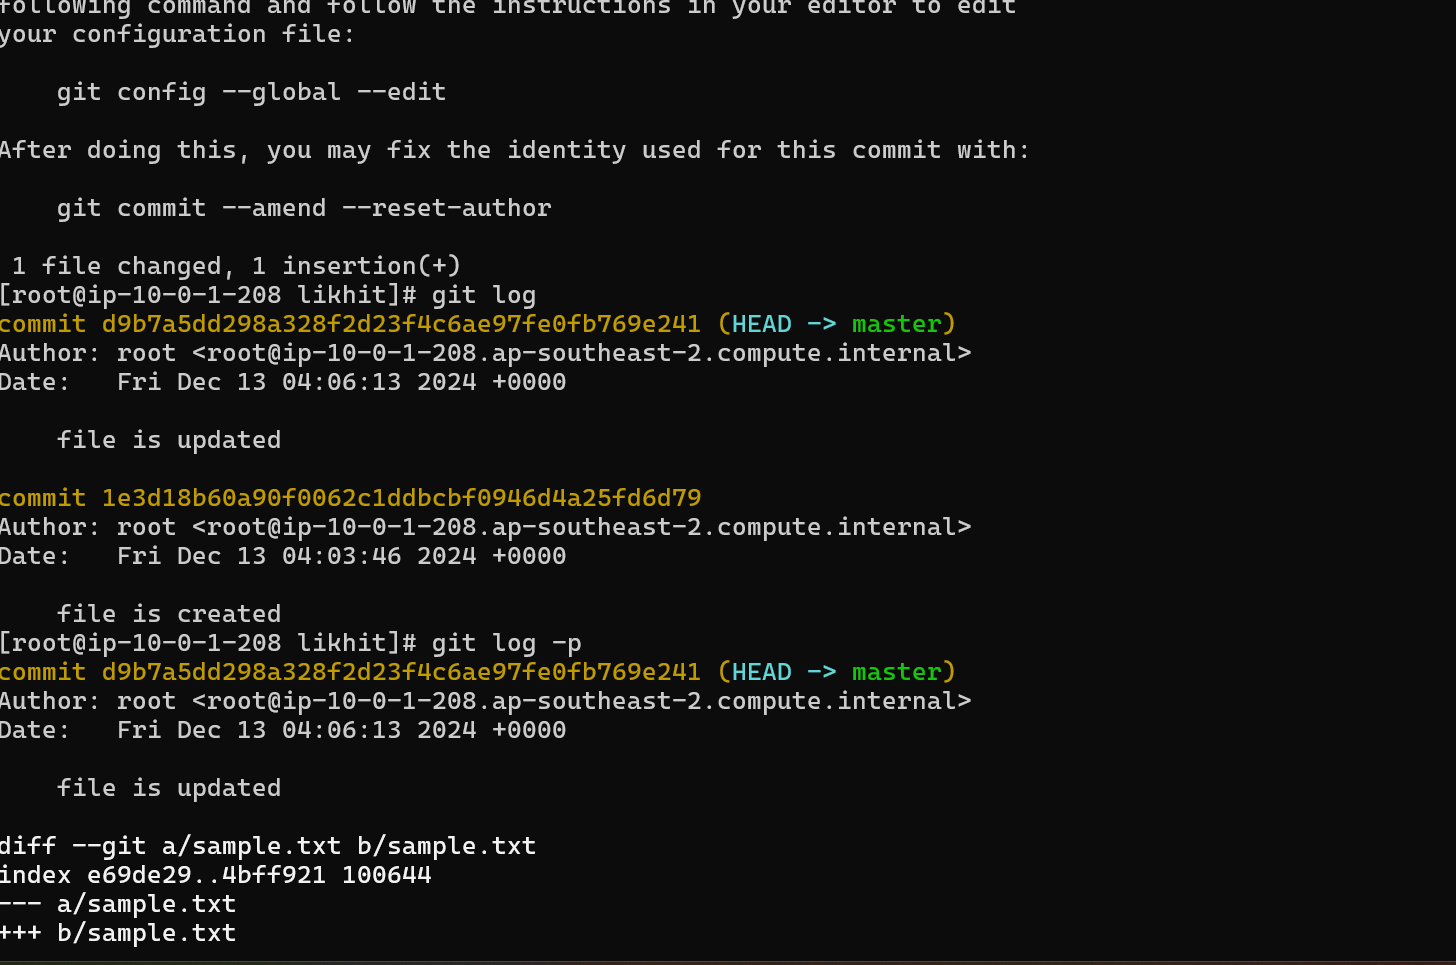 following command and follow the instructions in your editor to edit
your configuration file:
git config --global --edit
After doing this, you may fix the identity used for this commit with:
git commit --amend --reset-author
1 file changed, 1 insertion(+)
[root@ip-10-0-1-208 likhit]# git log
commit d9b7a5dd298a328f2d23f4c6ae97fe0fb769e241 (HEAD -> master)
Author: root <root@ip-10-0-1-208.ap-southeast-2.compute.internal>
Date:   Fri Dec 13 04:06:13 2024 +0000
file is updated
commit 1e3d18b60a90f0062c1ddbcbf0946d4a25fd6d79
Author: root <root@ip-10-0-1-208.ap-southeast-2.compute.internal>
Date:   Fri Dec 13 04:03:46 2024 +0000
file is created
[root@ip-10-0-1-208 likhit]# git log -p
commit d9b7a5dd298a328f2d23f4c6ae97fe0fb769e241 (HEAD -> master)
Author: root <root@ip-10-0-1-208.ap-southeast-2.compute.internal>
Date:   Fri Dec 13 04:06:13 2024 +0000
file is updated
diff --git a/sample.txt b/sample.txt
index e69de29..4bff921 100644
--- a/sample.txt
+++ b/sample.txt